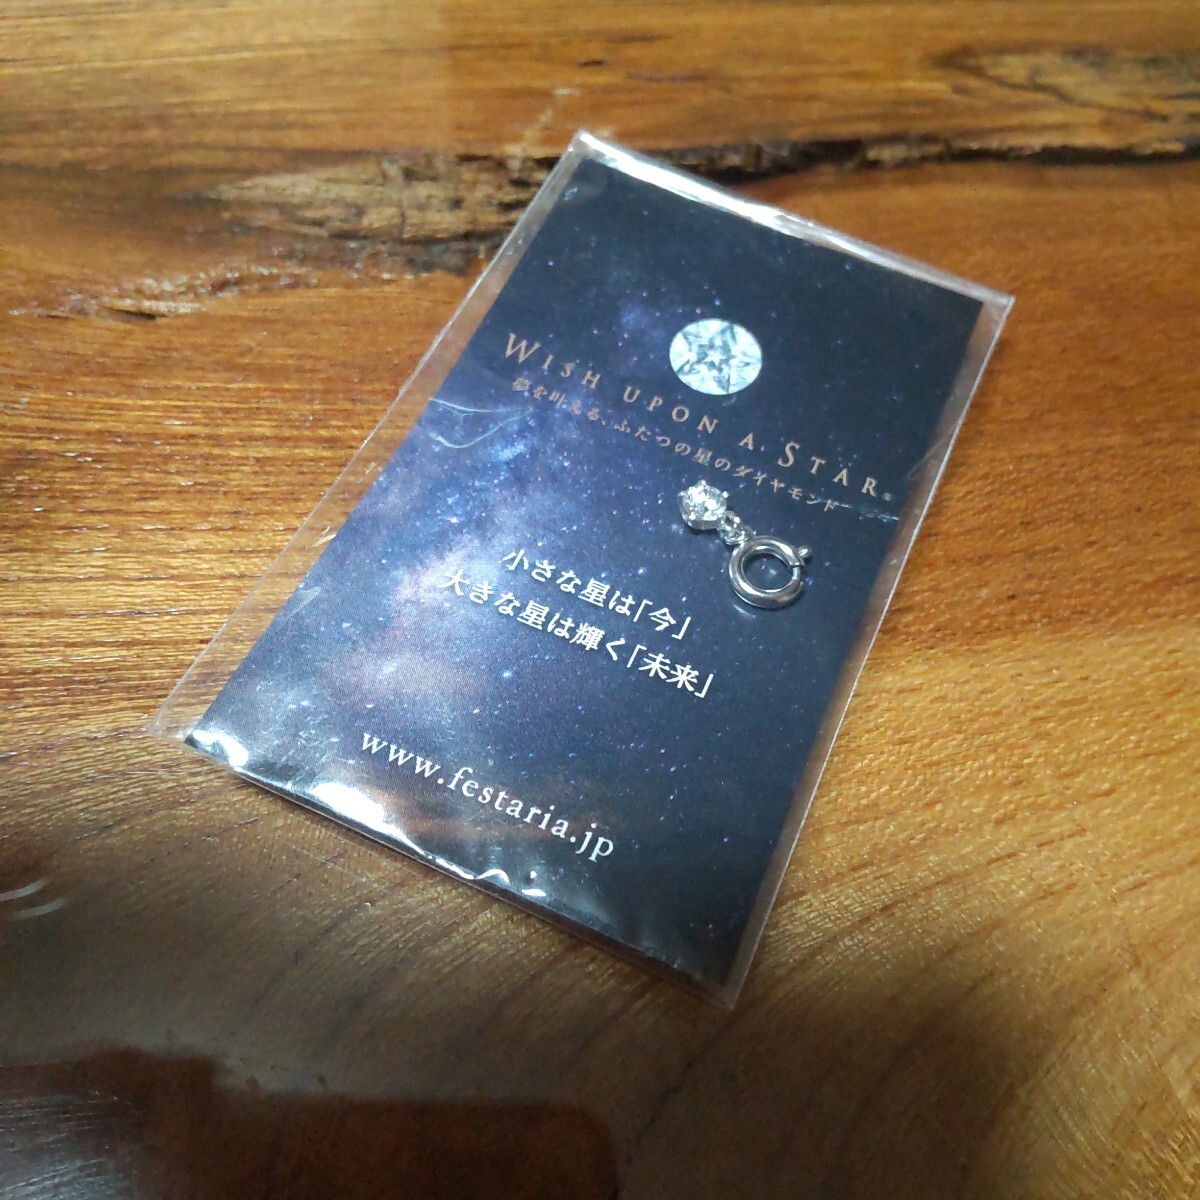 WISH UPON A STAR®
夢を叶える、ふたつの星のダイヤモンド
小さな星は「今」
大きな星は輝く「未来」
www.festaria.jp